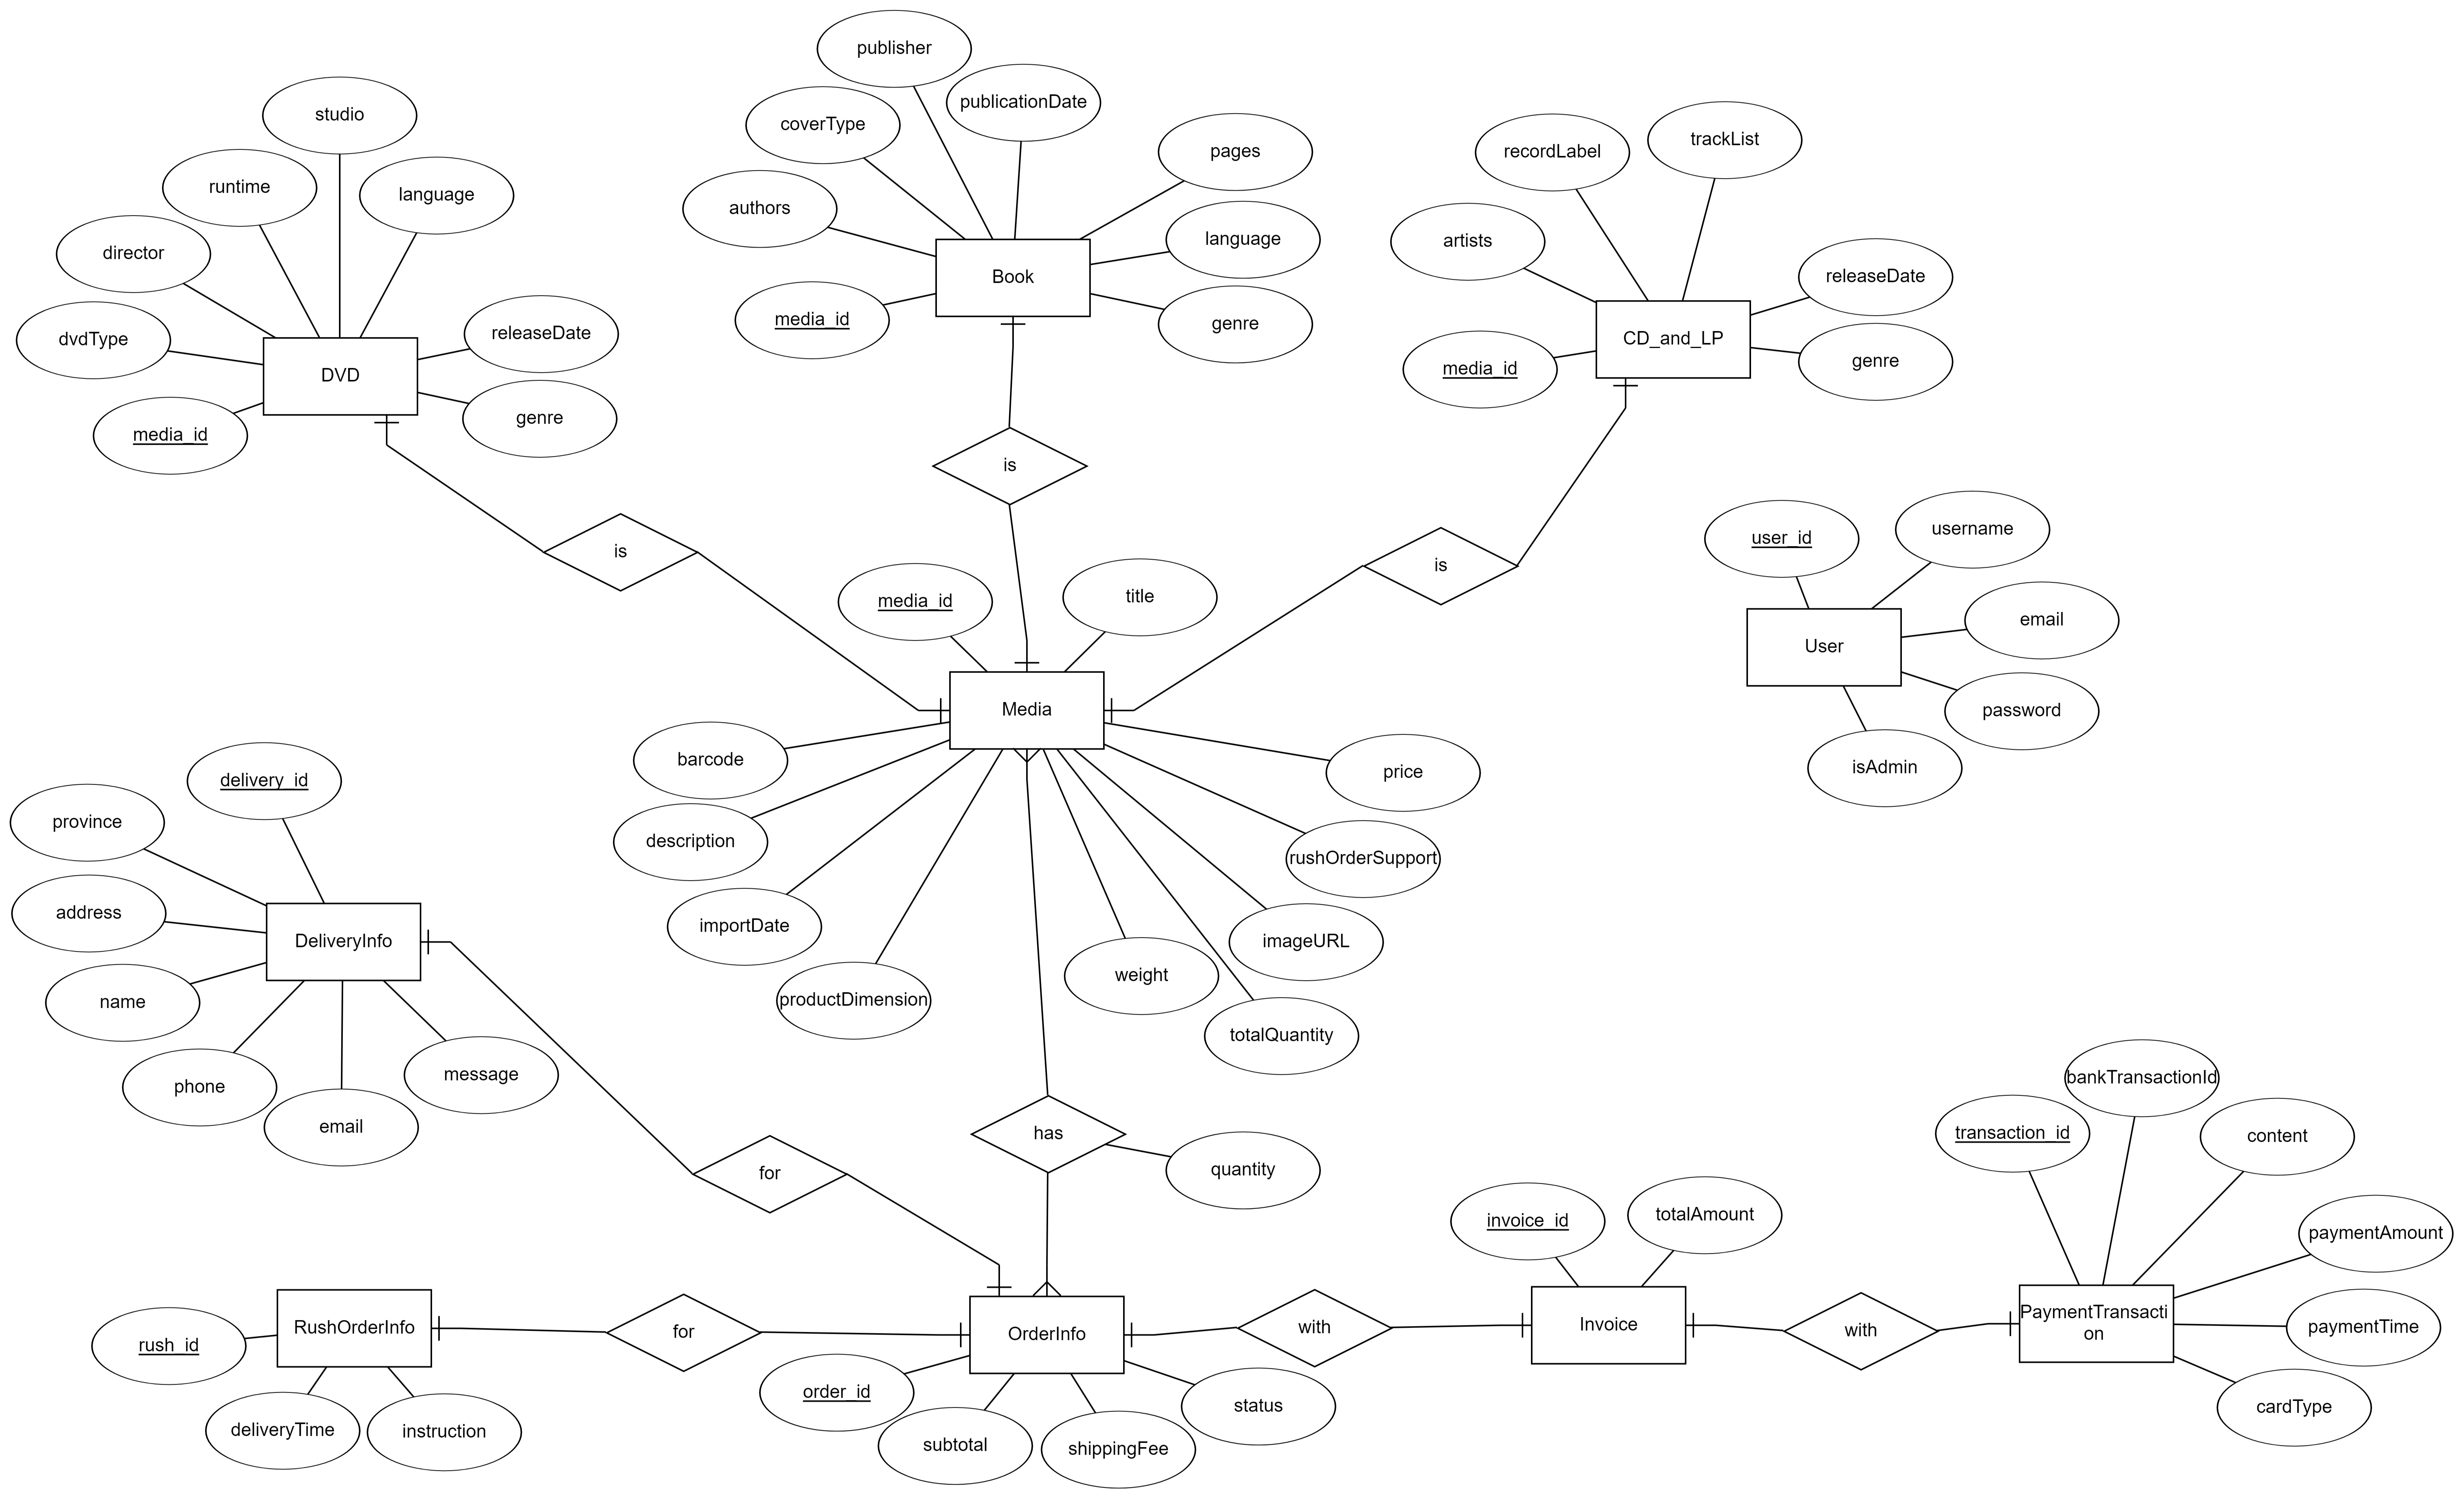 publisher
publicationDate
studio
coverType
trackList
recordLabel
pages
runtime
language
authors
language
artists
director
Book
releaseDate
media_id
genre
dvdType
releaseDate
CD_and_LP
genre
DVD
media_id
genre
media_id
is
username
user_id
is
is
media_id
title
email
User
Media
password
barcode
price
isAdmin
delivery_id
province
description
rushOrderSupport
address
importDate
DeliveryInfo
imageURL
name
productDimension
weight
totalQuantity
message
bankTransactionId
phone
email
has
transaction_id
content
for
quantity
totalAmount
invoice_id
paymentAmount
RushOrderInfo
for
OrderInfo
with
Invoice
with
PaymentTransacti
on
paymentTime
rush_id
order_id
status
cardType
deliveryTime
instruction
subtotal
shippingFee